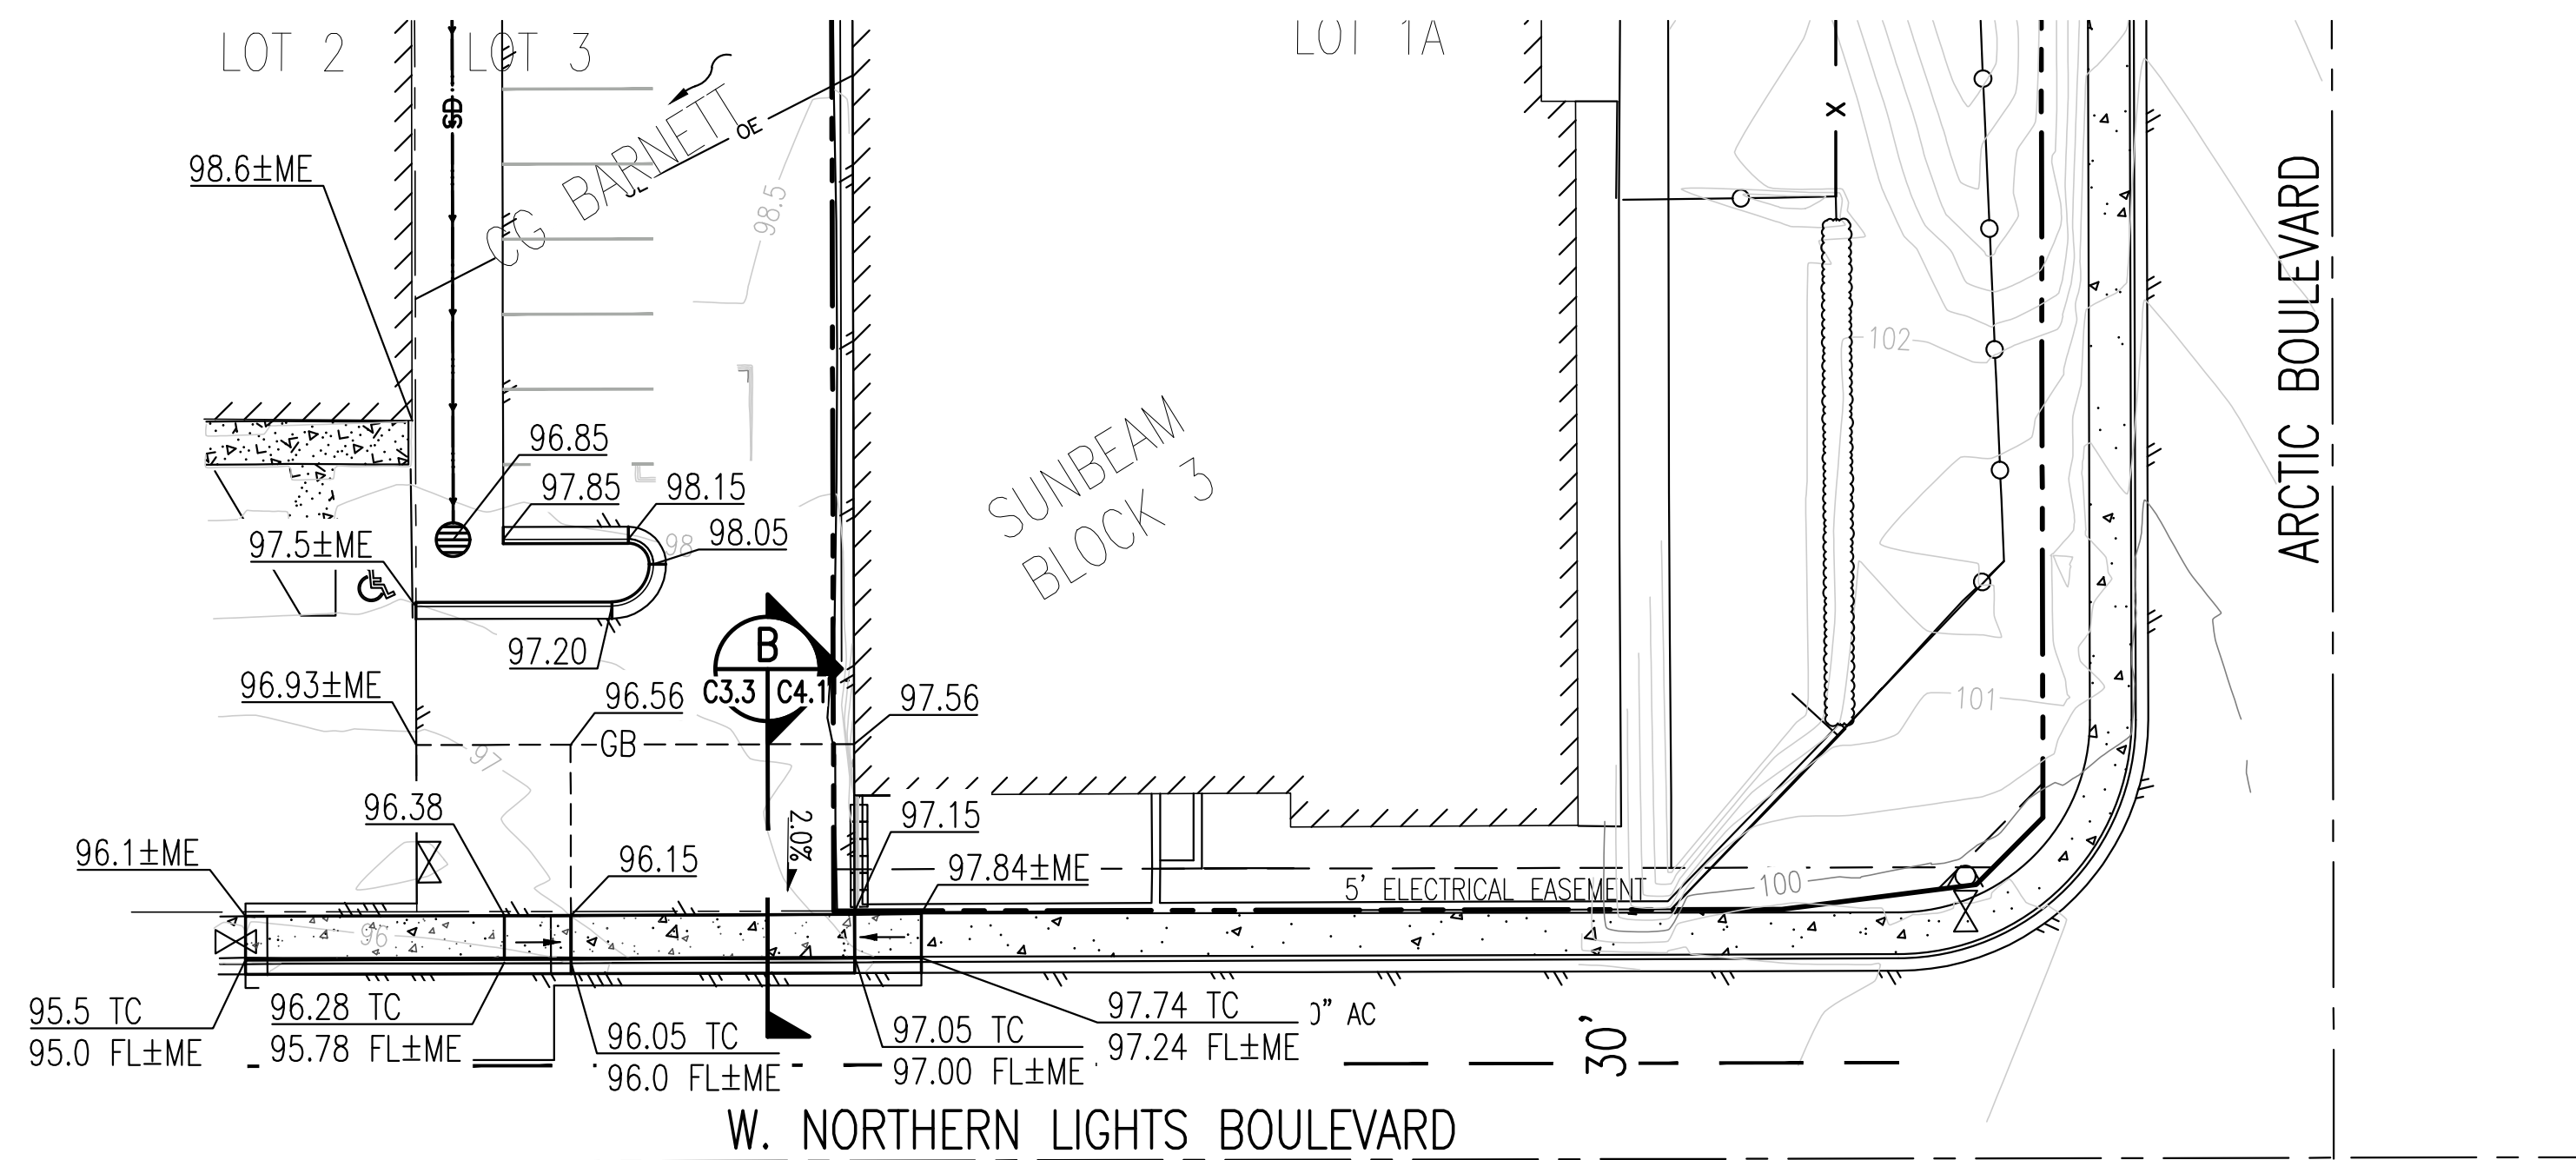 LOT 2
LOT 3
LOT 1A
SD
X
CG BARNETT
OE
98.5
98.6±ME
102
ARCTIC BOULEVARD
SUNBEAM
BLOCK 3
96.85
97.85
98.15
98
98.05
97.5±ME
97.20
B
C3.3
C4.1
96.93±ME
96.56
97.56
101
GB
97
96.38
2.0%
97.15
96.1±ME
96.15
97.84±ME
5' ELECTRICAL EASEMENT
100
96
95.5 TC
95.0 FL±ME
96.28 TC
95.78 FL±ME
96.05 TC
96.0 FL±ME
97.05 TC
97.00 FL±ME
97.74 TC
97.24 FL±ME
0" AC
30'
W. NORTHERN LIGHTS BOULEVARD